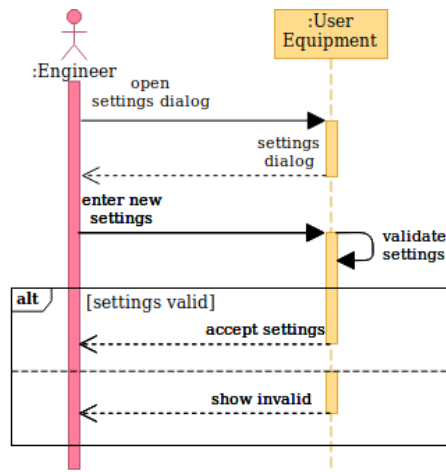 :User
Equipment
:Engineer
open
settings dialog
settings
dialog
enter new
settings
validate
settings
alt
[settings valid]
accept settings
show invalid